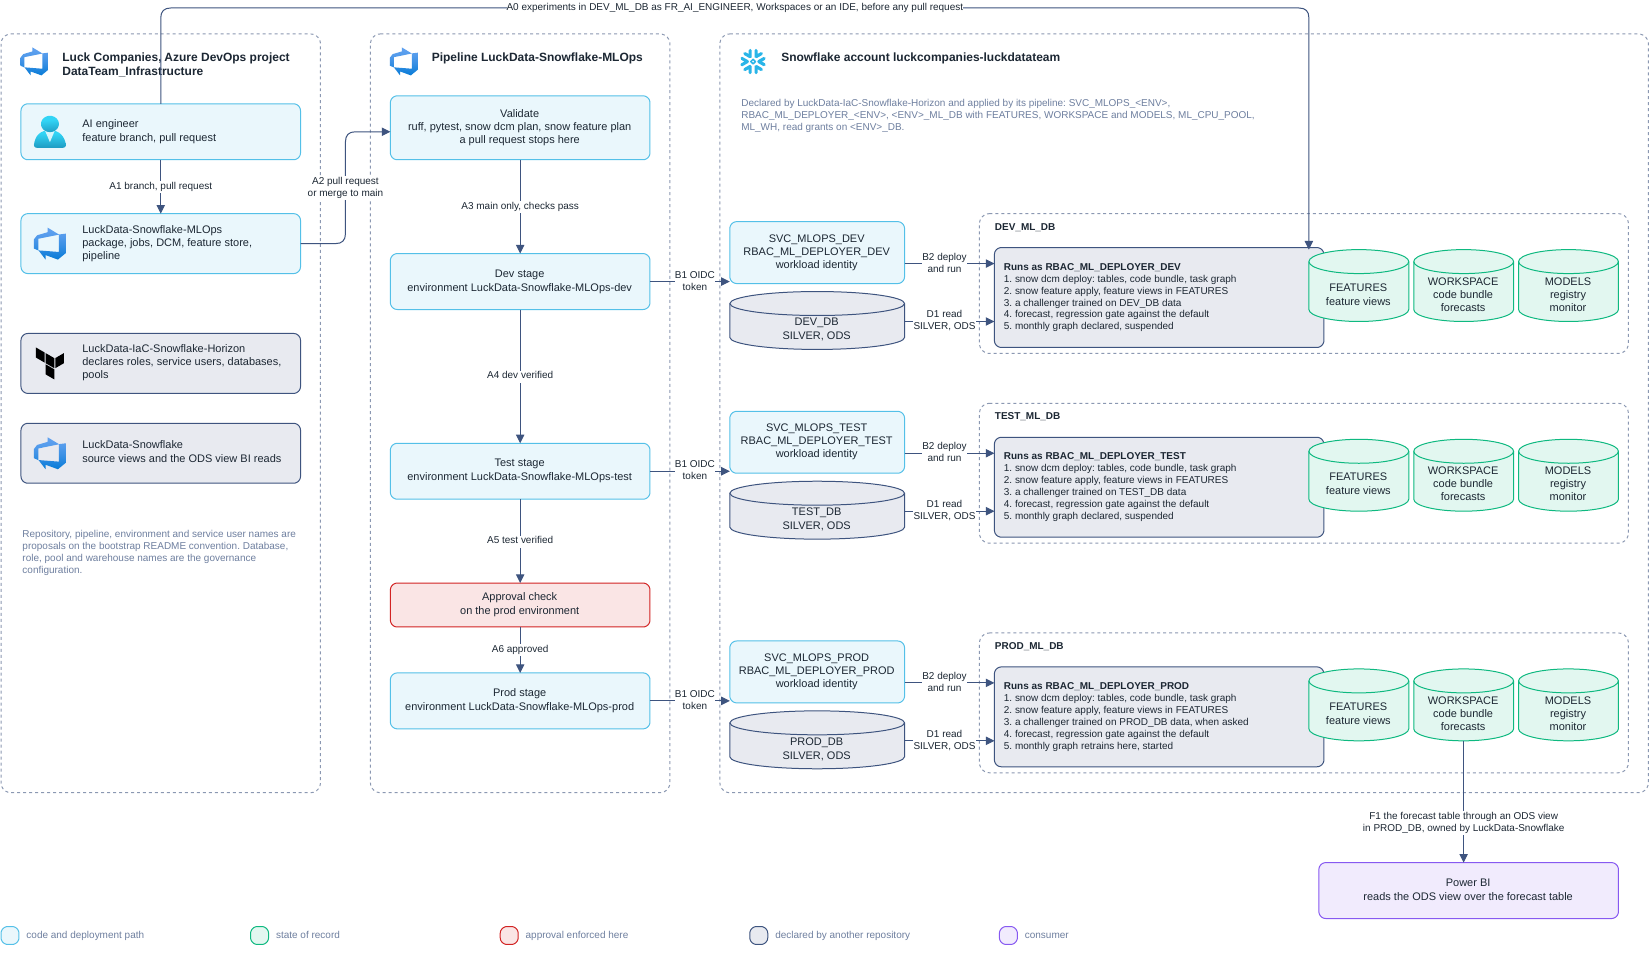 A0 experiments in DEV_ML_DB as FR_AI_ENGINEER, Workspaces or an IDE, before any pull request
Luck Companies, Azure DevOps project
DataTeam_Infrastructure
AI engineer
feature branch, pull request
A1 branch, pull request
LuckData-Snowflake-MLOps
package, jobs, DCM, feature store,
pipeline
LuckData-IaC-Snowflake-Horizon
declares roles, service users, databases,
pools
LuckData-Snowflake
source views and the ODS view BI reads
Repository, pipeline, environment and service user names are
proposals on the bootstrap README convention. Database,
role, pool and warehouse names are the governance
configuration.
A2 pull request
or merge to main
Pipeline LuckData-Snowflake-MLOps
Validate
ruff, pytest, snow dcm plan, snow feature plan
a pull request stops here
A3 main only, checks pass
Dev stage
environment LuckData-Snowflake-MLOps-dev
A4 dev verified
Test stage
environment LuckData-Snowflake-MLOps-test
A5 test verified
Approval check
on the prod environment
A6 approved
Prod stage
environment LuckData-Snowflake-MLOps-prod
B1 OIDC
token
B1 OIDC
token
B1 OIDC
token
Snowflake account luckcompanies-luckdatateam
Declared by LuckData-IaC-Snowflake-Horizon and applied by its pipeline: SVC_MLOPS_<ENV>,
RBAC_ML_DEPLOYER_<ENV>, <ENV>_ML_DB with FEATURES, WORKSPACE and MODELS, ML_CPU_POOL,
ML_WH, read grants on <ENV>_DB.
SVC_MLOPS_DEV
RBAC_ML_DEPLOYER_DEV
workload identity
DEV_DB
SILVER, ODS
B2 deploy
and run
D1 read
SILVER, ODS
DEV_ML_DB
Runs as RBAC_ML_DEPLOYER_DEV
1. snow dcm deploy: tables, code bundle, task graph
2. snow feature apply, feature views in FEATURES
3. a challenger trained on DEV_DB data
4. forecast, regression gate against the default
5. monthly graph declared, suspended
FEATURES
feature views
WORKSPACE
code bundle
forecasts
MODELS
registry
monitor
SVC_MLOPS_TEST
RBAC_ML_DEPLOYER_TEST
workload identity
TEST_DB
SILVER, ODS
B2 deploy
and run
D1 read
SILVER, ODS
TEST_ML_DB
Runs as RBAC_ML_DEPLOYER_TEST
1. snow dcm deploy: tables, code bundle, task graph
2. snow feature apply, feature views in FEATURES
3. a challenger trained on TEST_DB data
4. forecast, regression gate against the default
5. monthly graph declared, suspended
FEATURES
feature views
WORKSPACE
code bundle
forecasts
MODELS
registry
monitor
SVC_MLOPS_PROD
RBAC_ML_DEPLOYER_PROD
workload identity
PROD_DB
SILVER, ODS
B2 deploy
and run
D1 read
SILVER, ODS
PROD_ML_DB
Runs as RBAC_ML_DEPLOYER_PROD
1. snow dcm deploy: tables, code bundle, task graph
2. snow feature apply, feature views in FEATURES
3. a challenger trained on PROD_DB data, when asked
4. forecast, regression gate against the default
5. monthly graph retrains here, started
FEATURES
feature views
WORKSPACE
code bundle
forecasts
MODELS
registry
monitor
F1 the forecast table through an ODS view
in PROD_DB, owned by LuckData-Snowflake
Power BI
reads the ODS view over the forecast table
code and deployment path
state of record
approval enforced here
declared by another repository
consumer